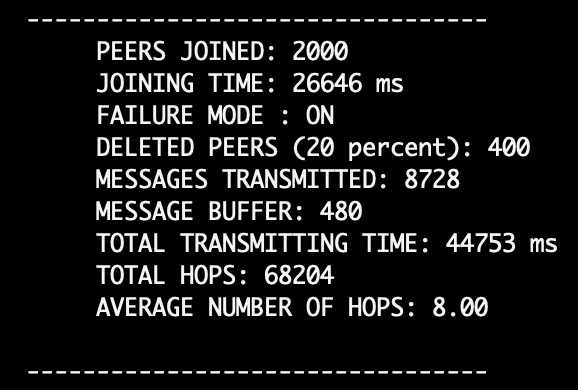 ---------------------------------
PEERS JOINED: 2000
JOINING TIME: 26646 ms
FAILURE MODE : ON
DELETED PEERS (20 percent): 400
MESSAGES TRANSMITTED: 8728
MESSAGE BUFFER: 480
TOTAL TRANSMITTING TIME: 44753 ms
TOTAL HOPS: 68204
AVERAGE NUMBER OF HOPS: 8.00
---------------------------------